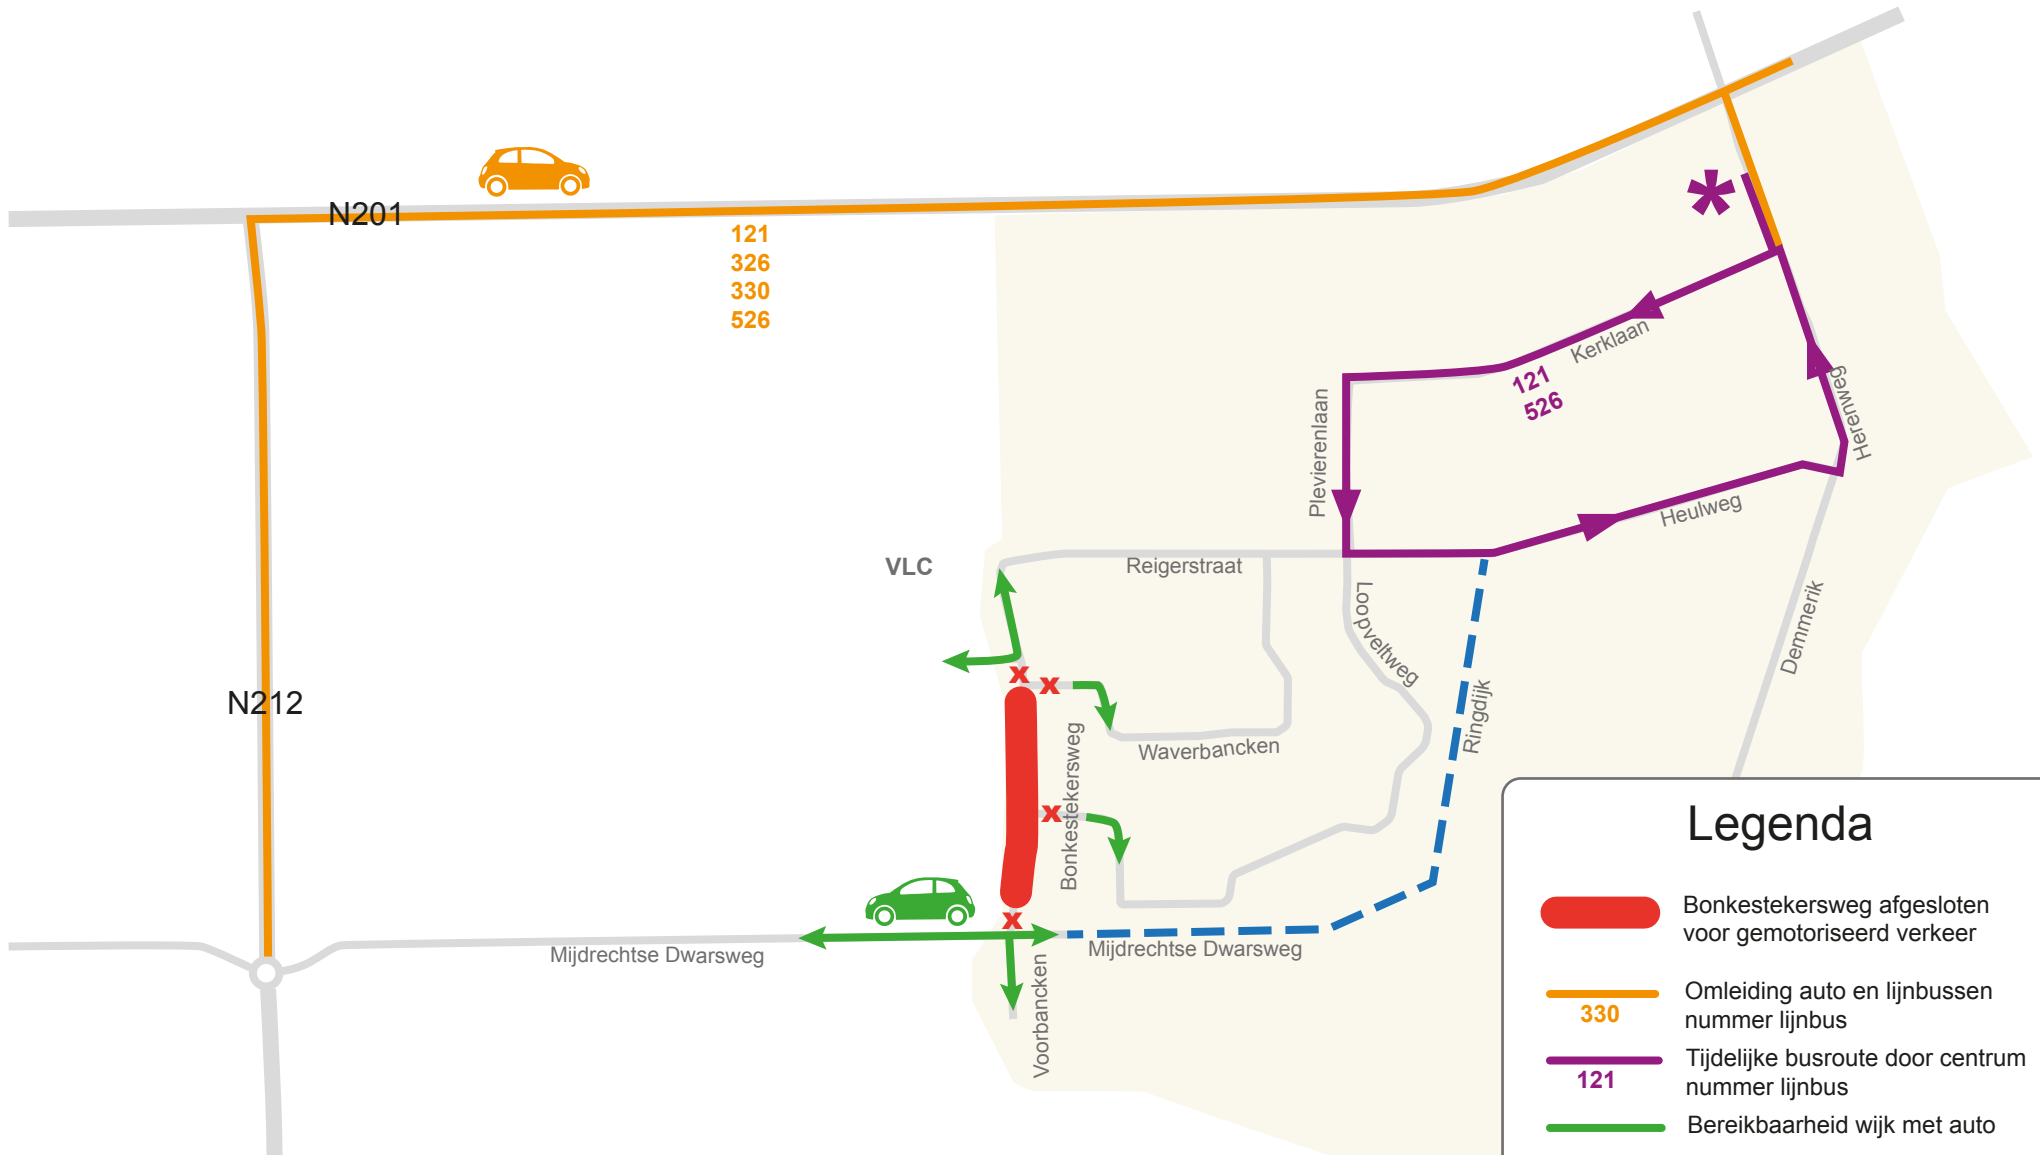 N201
121
326
330
526
Kerklaan
121
526
Herenweg
Plevierenlaan
Heulweg
VLC
Reigerstraat
Loopveltweg
Demmerik
Ringdijk
N212
Waverbancken
Bonkestekersweg
Mijdrechtse Dwarsweg
Mijdrechtse Dwarsweg
Voorbancken
Legenda
Bonkestekersweg afgesloten
voor gemotoriseerd verkeer
Omleiding auto en lijnbussen
330
nummer lijnbus
Tijdelijke busroute door centrum
121
nummer lijnbus
Bereikbaarheid wijk met auto